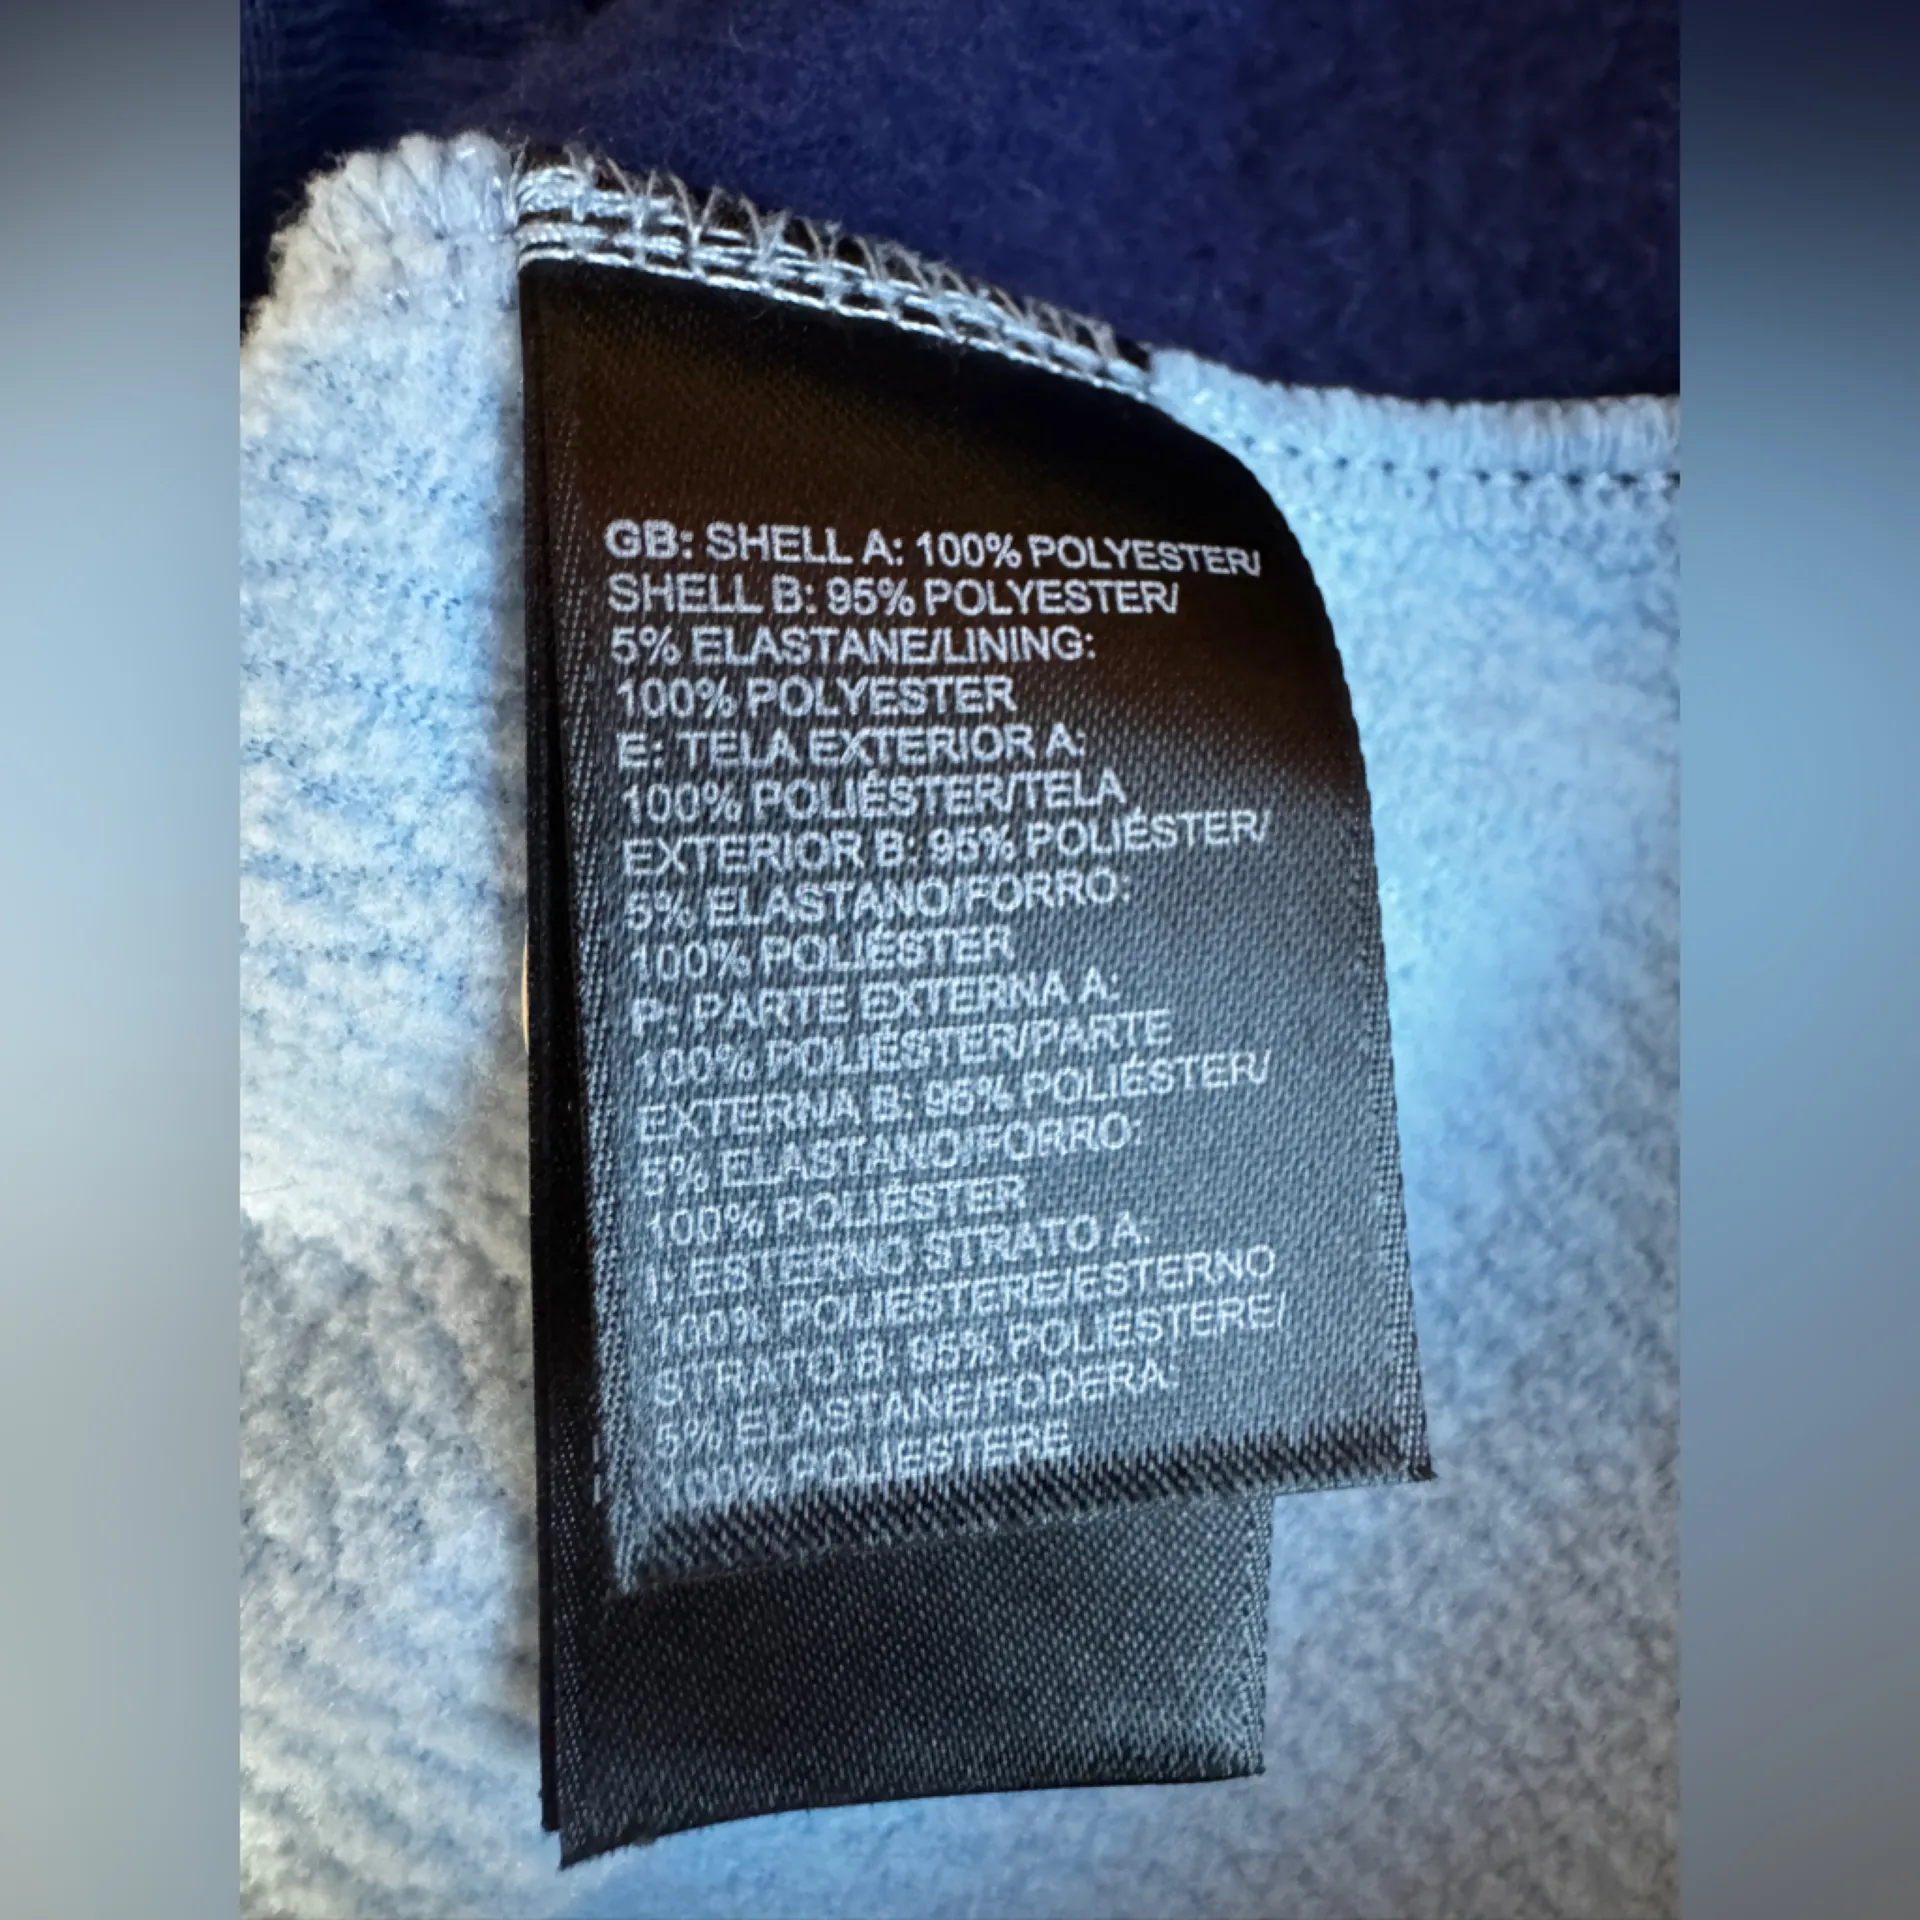 GB: SHELL A: 100% POLYESTER/
SHELL B: 95% POLYESTER/
5% ELASTANE/LINING:
100% POLYESTER
E: TELA EXTERIOR A:
100% POLIÉSTER/TELA
EXTERIOR B: 95% POLIÉSTER/
5% ELASTANO/FORRO:
100% POLIÉSTER
P: PARTE EXTERNA A:
100% POLIÉSTER/PARTE
EXTERNA B: 95% POLIÉSTER/
5% ELASTANO/FORRO:
100% POLIÉSTER
I: ESTERNO STRATO A:
100% POLIESTERE/ESTERNO
STRATO B: 95% POLIESTERE/
5% ELASTANE/FODERA:
100% POLIESTERE